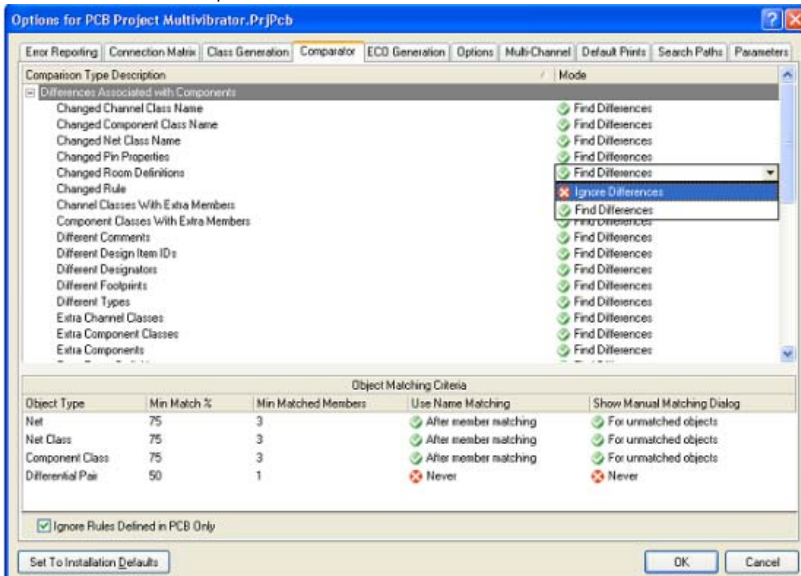 Options for PCB Project Multivibrator.PrjPcb
Error Reporting Connection Matrix Class Generation Comparator ECO Generation Options Multi-Channel Default Prints Search Paths Parameters
Comparison Type Description / Mode
Differences Associated with Components
Changed Channel Class Name Find Differences
Changed Component Class Name Find Differences
Changed Net Class Name Find Differences
Changed Pin Properties Find Differences
Changed Room Definitions Find Differences
Changed Rule Ignore Differences
Channel Classes With Extra Members Find Differences
Component Classes With Extra Members Find Differences
Different Comments Find Differences
Different Design Item IDs Find Differences
Different Designators Find Differences
Different Footprints Find Differences
Different Types Find Differences
Extra Channel Classes Find Differences
Extra Component Classes Find Differences
Extra Components Find Differences
Object Matching Criteria
Object Type Min Match % Min Matched Members Use Name Matching Show Manual Matching Dialog
Net 75 3 After member matching For unmatched objects
Net Class 75 3 After member matching For unmatched objects
Component Class 75 3 After member matching For unmatched objects
Differential Pair 50 1 Never Never
Ignore Rules Defined in PCB Only
Set To Installation Defaults OK Cancel